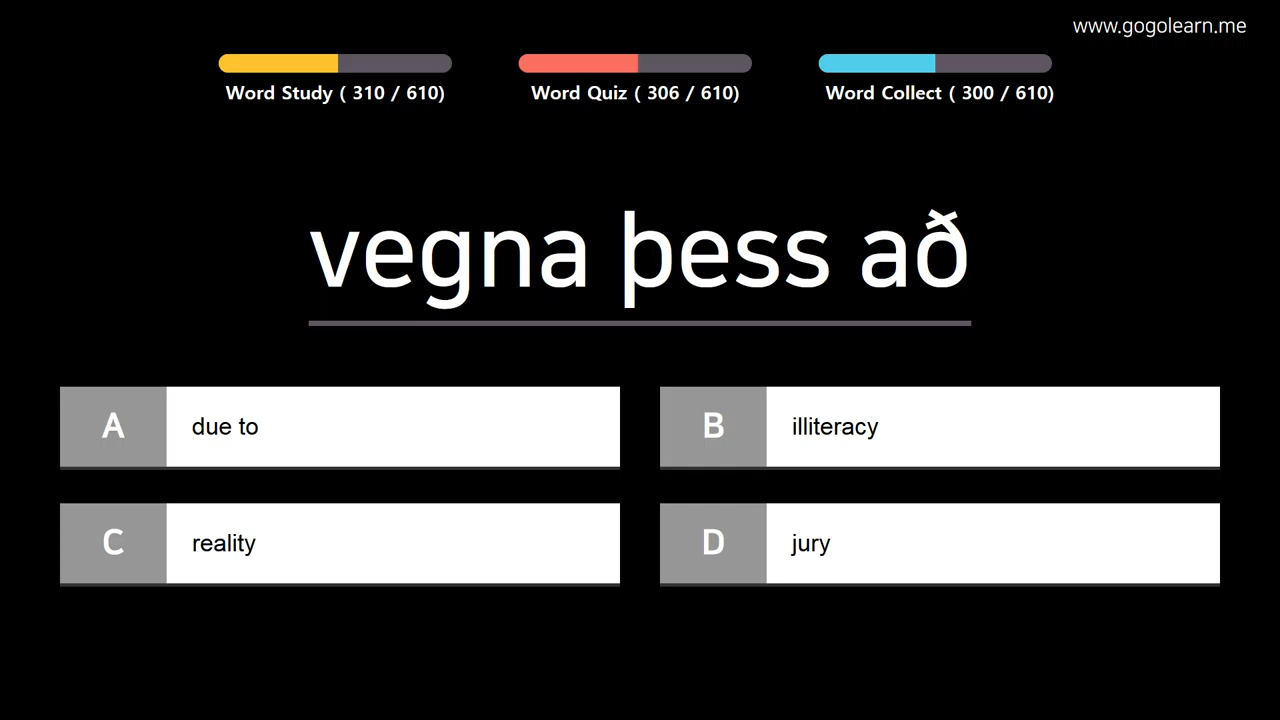 www.gogolearn.me
Word Study ( 310 / 610)
Word Quiz ( 306 / 610)
Word Collect ( 300 / 610)
vegna þess að
A
due to
B
illiteracy
C
reality
D
jury